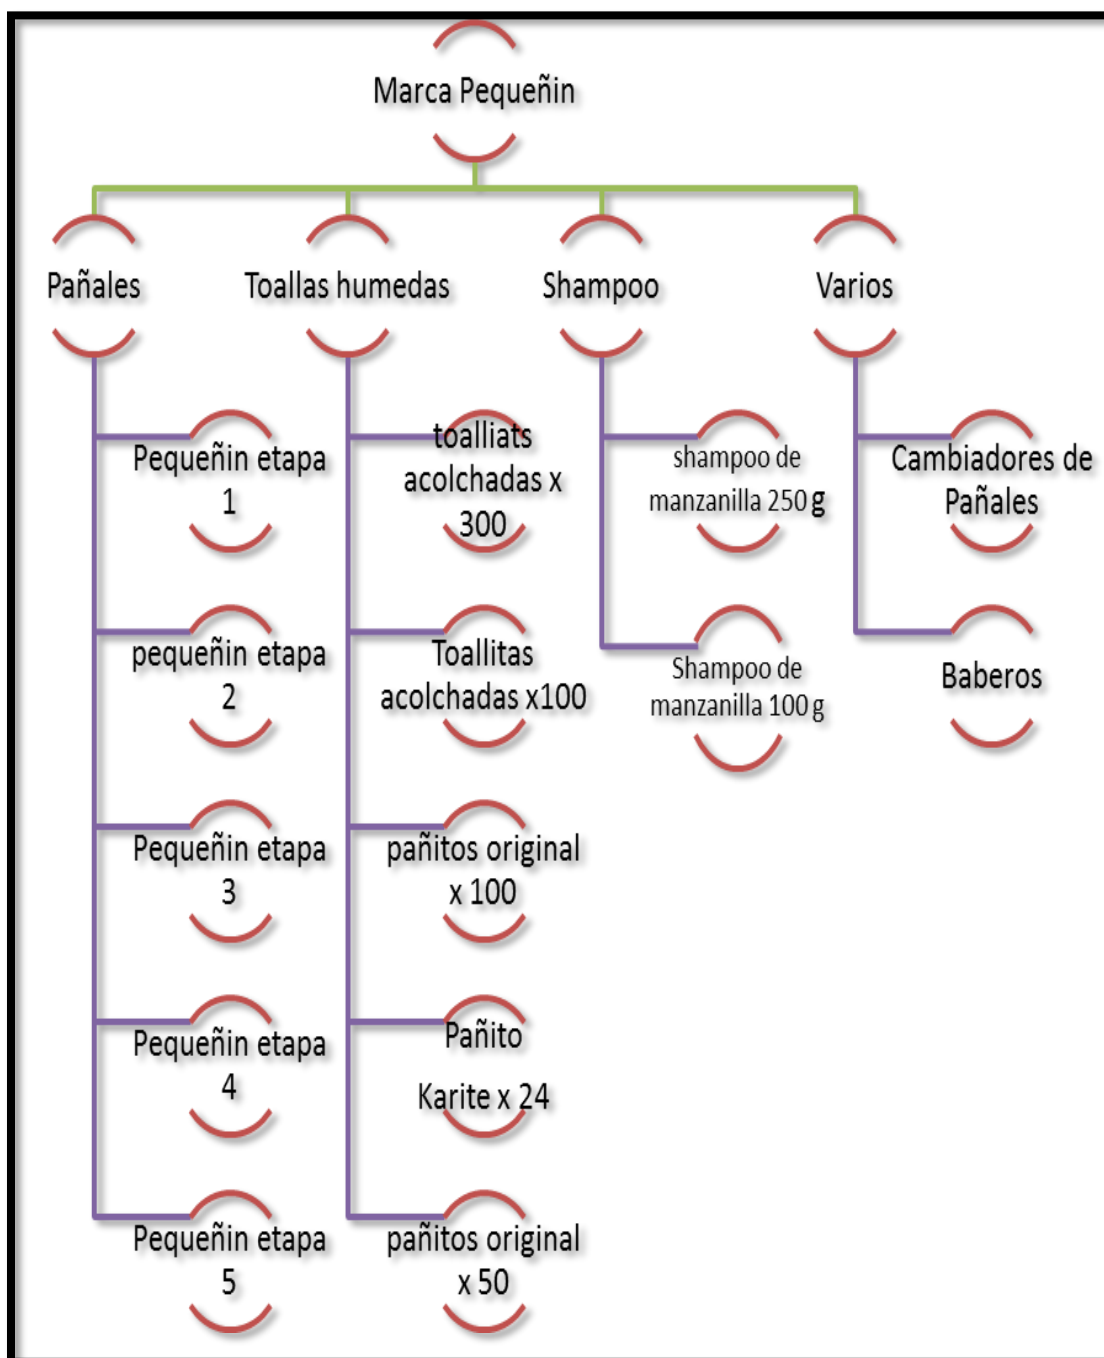 Marca Pequeñin
Pañales
Toallas humedas
Shampoo
Varios
Pequeñin etapa
1
pequeñin etapa
2
Pequeñin etapa
3
Pequeñin etapa
4
Pequeñin etapa
5
toalliats
acolchadas x
300
Toallitas
acolchadas x100
pañitos original
x 100
Pañito
Karite x 24
pañitos original
x 50
shampoo de
manzanilla 250 g
Shampoo de
manzanilla 100 g
Cambiadores de
Pañales
Baberos